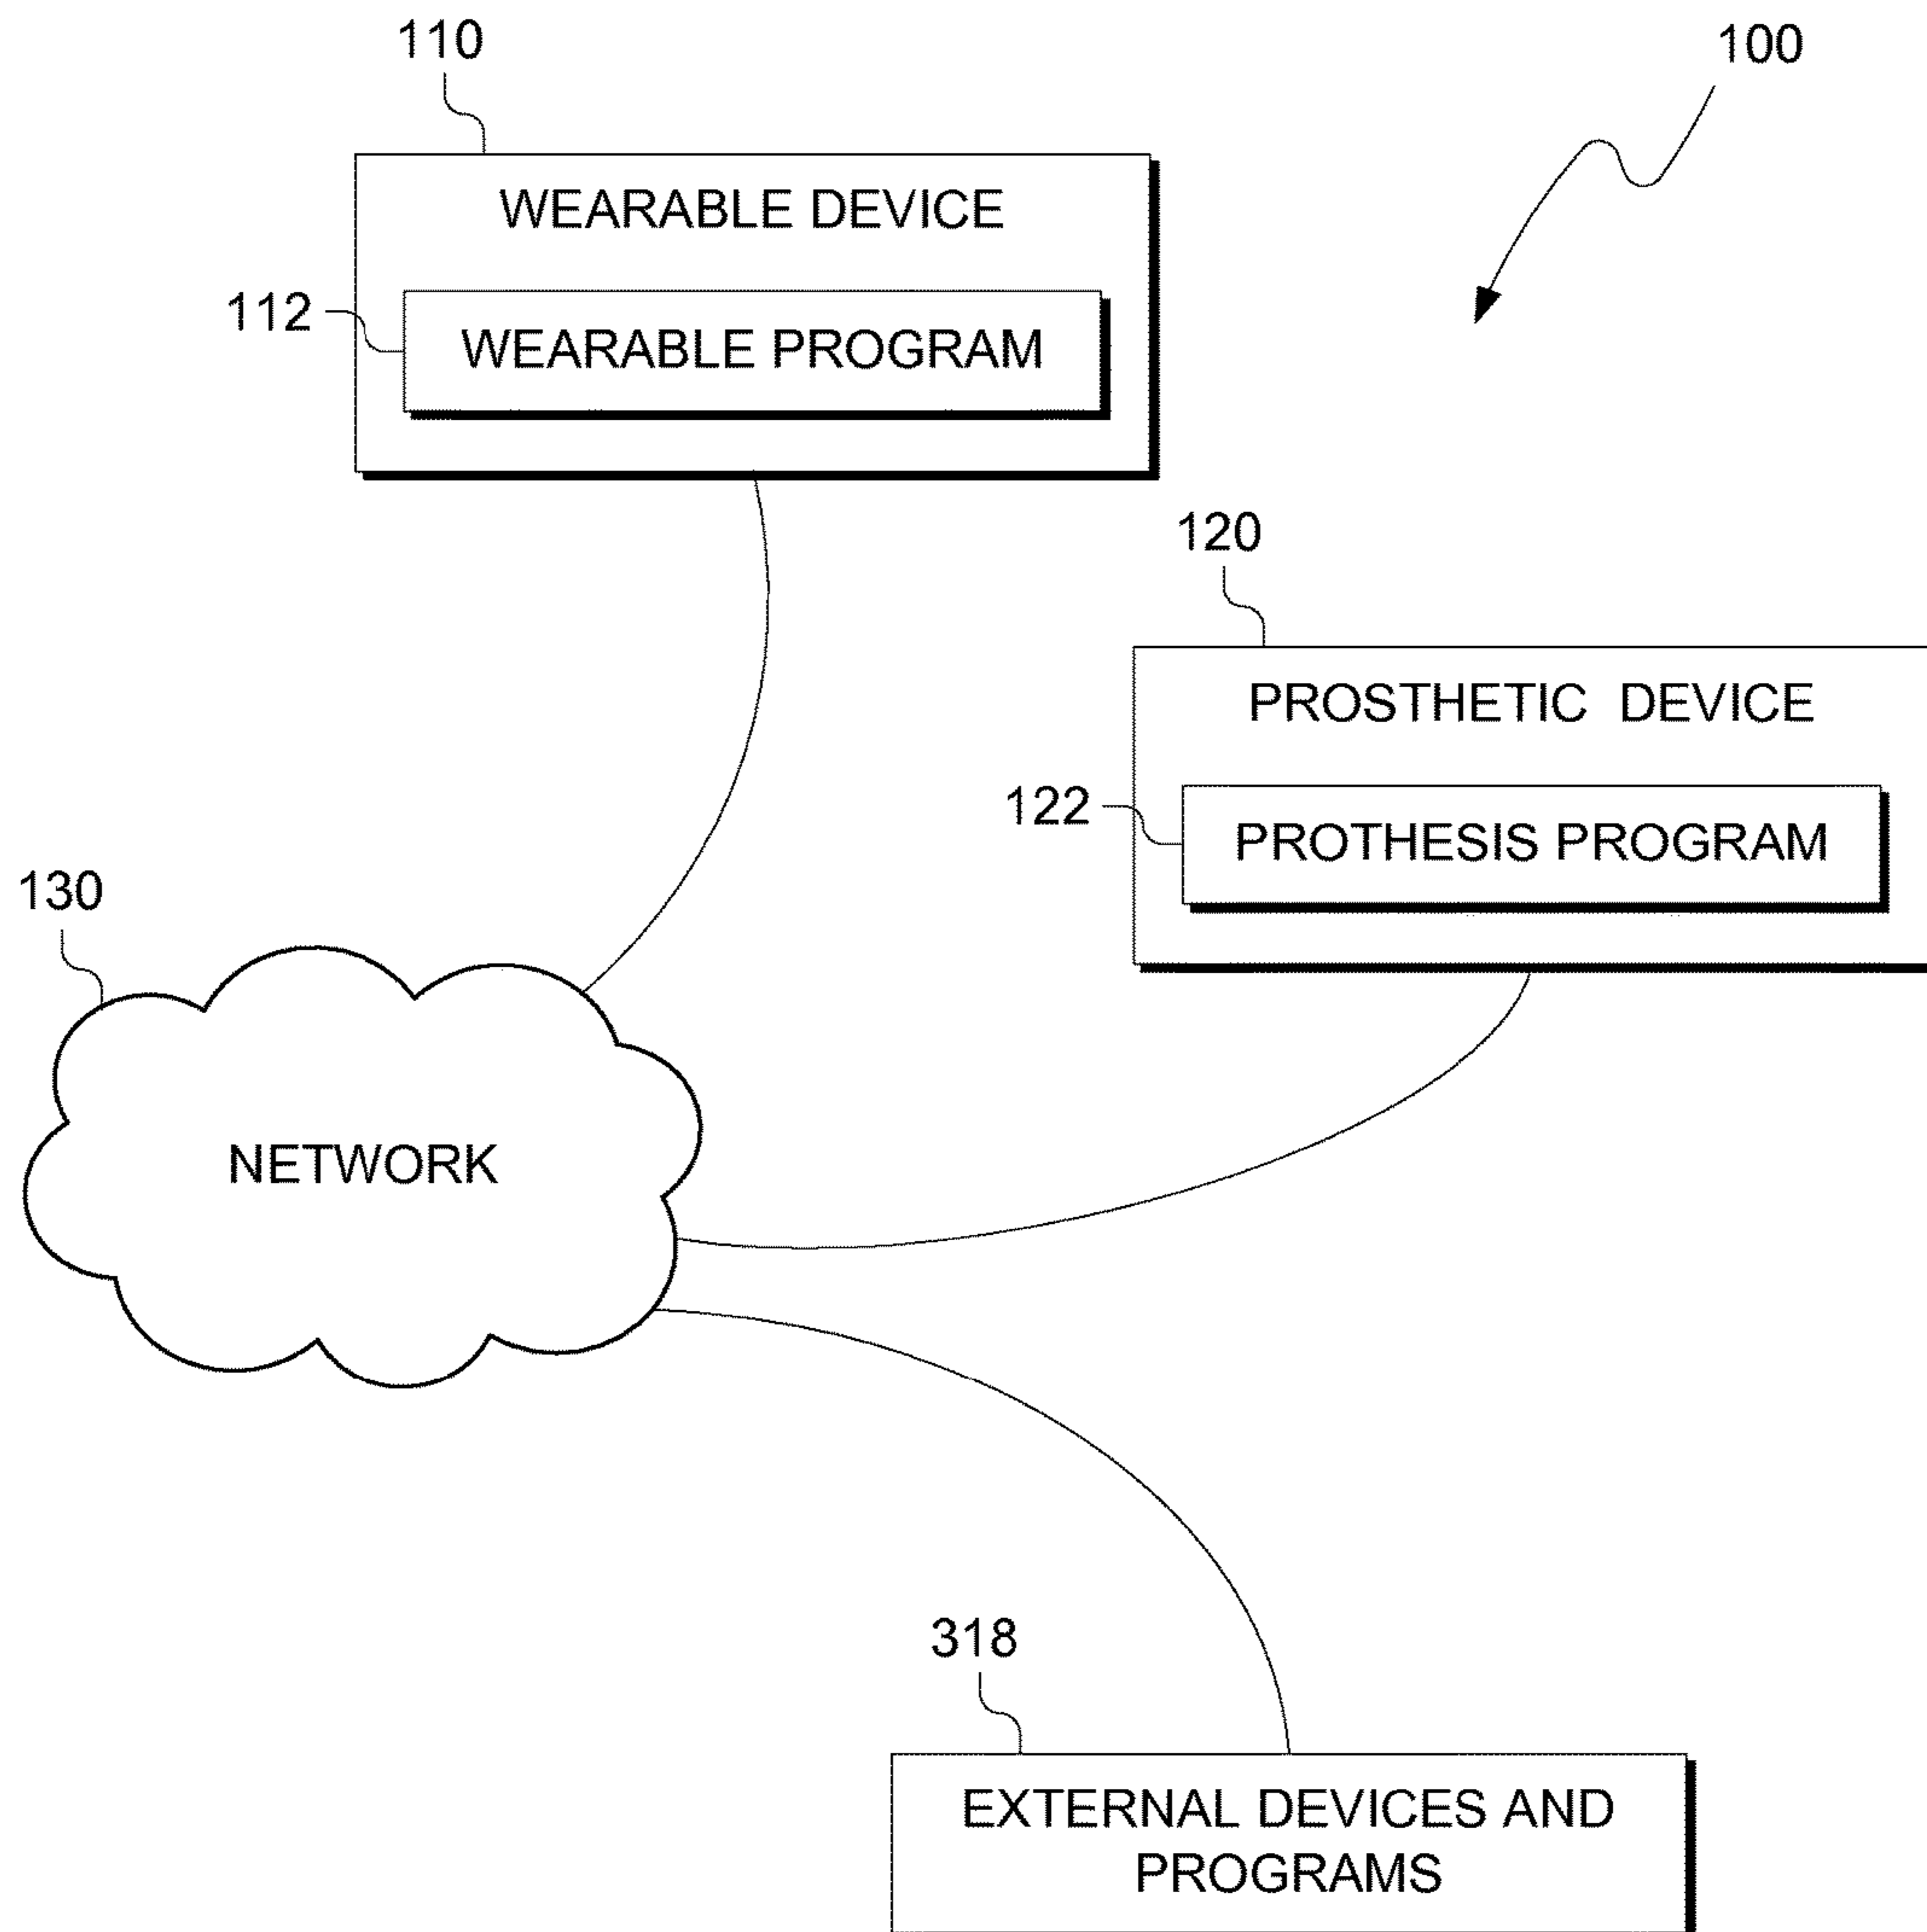 110
100
WEARABLE DEVICE
112
WEARABLE PROGRAM
120
PROSTHETIC DEVICE
122
PROTHESIS PROGRAM
130
NETWORK
318
EXTERNAL DEVICES AND
PROGRAMS